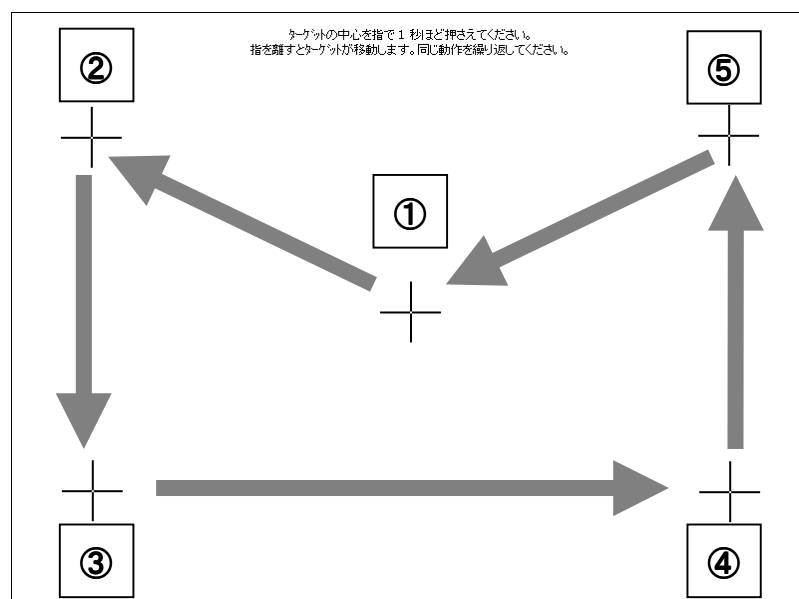 ターゲットの中心を指で1秒ほど押さえてください。
指を離すとターゲットが移動します。同じ動作を繰り返してください。
②
⑤
①
③
④